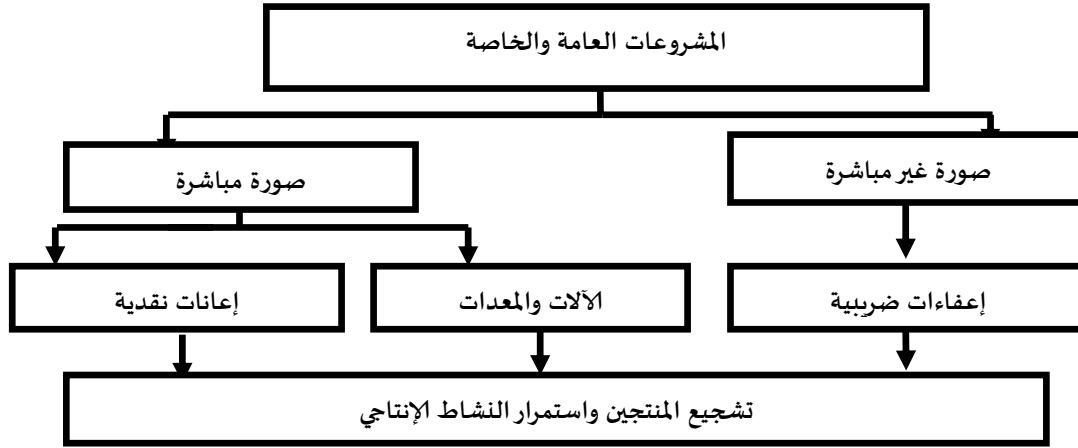 المشروعات العامة والخاصة
صورة غير مباشرة
صورة مباشرة
إعفاءات ضريبية
الآلات والمعدات
إعانات نقدية
تشجيع المنتجين واستمرار النشاط الإنتاجي